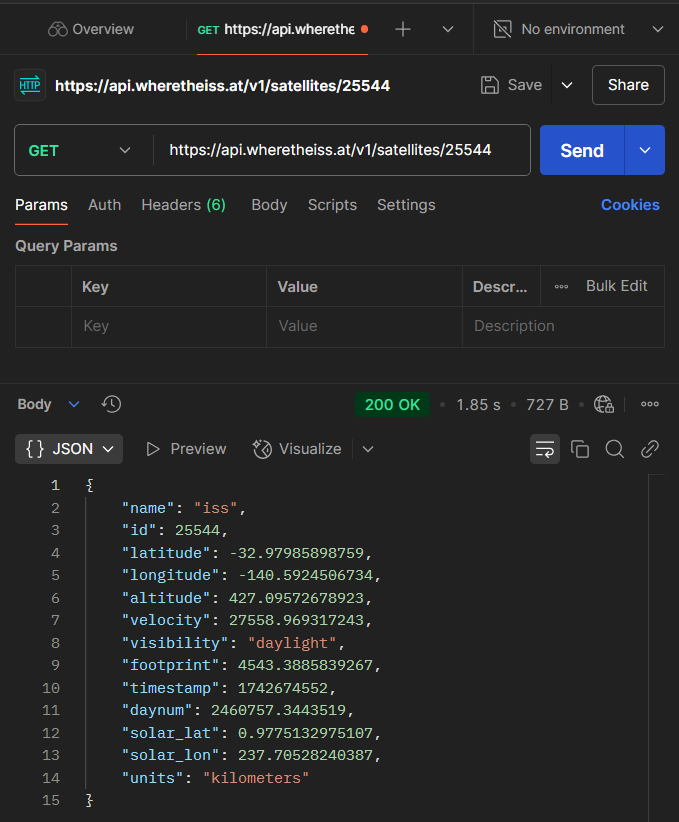 Overview GET https://api.wherethe No environment
HTTP https://api.wheretheiss.at/v1/satellites/25544 Save Share
GET https://api.wheretheiss.at/v1/satellites/25544 Send
Params Auth Headers (6) Body Scripts Settings Cookies
Query Params
Key Value Descr... Bulk Edit
Key Value Description
Body 200 OK 1.85 s 727 B
{} JSON Preview Visualize
1 {
2 "name": "iss",
3 "id": 25544,
4 "latitude": -32.97985898759,
5 "longitude": -140.5924506734,
6 "altitude": 427.09572678923,
7 "velocity": 27558.969317243,
8 "visibility": "daylight",
9 "footprint": 4543.3885839267,
10 "timestamp": 1742674552,
11 "daynum": 2460757.3443519,
12 "solar_lat": 0.9775132975107,
13 "solar_lon": 237.70528240387,
14 "units": "kilometers"
15 }